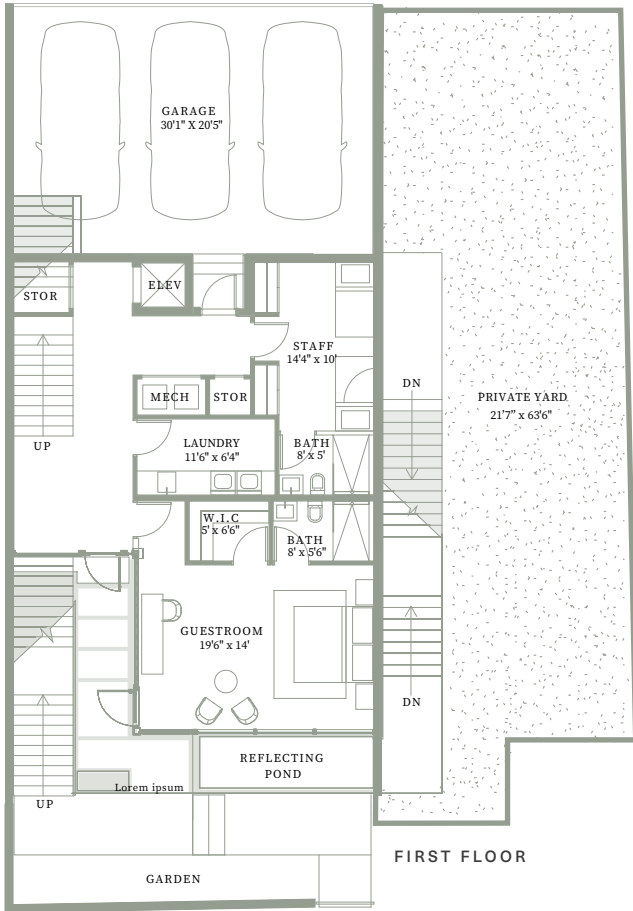 GARAGE
30'1" X 20'5"
STOR
ELEV
STAFF
14'4" x 10'
MECH
STOR
DN
PRIVATE YARD
21'7" x 63'6"
UP
LAUNDRY
11'6" x 6'4"
BATH
8' x 5'
W.I.C
5' x 6'6"
BATH
8' x 5'6"
GUESTROOM
19'6" x 14'
DN
REFLECTING
POND
Lorem ipsum
UP
FIRST FLOOR
GARDEN